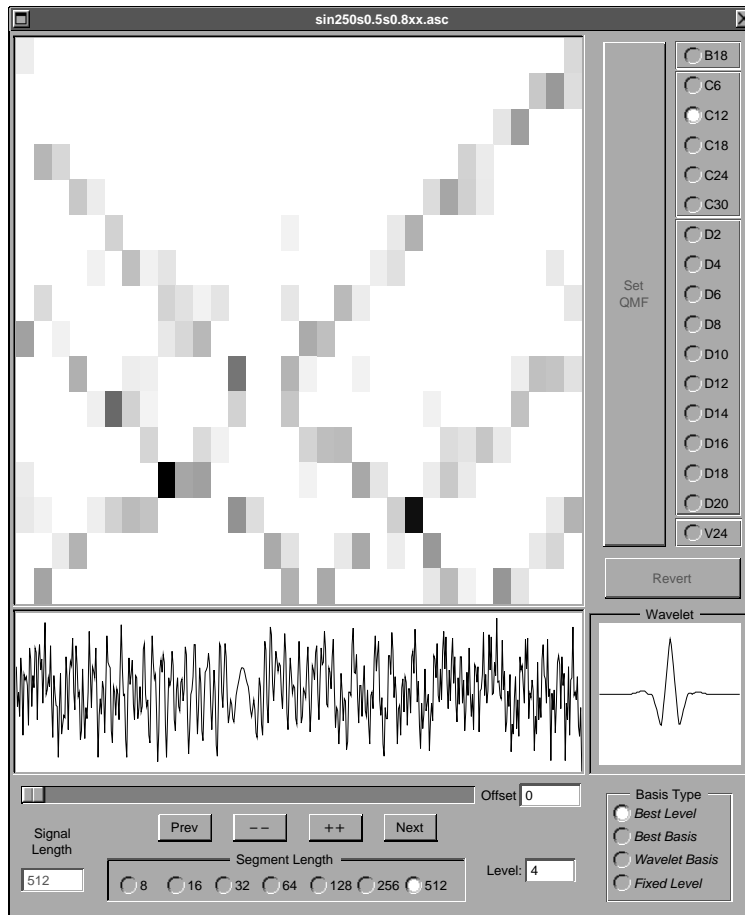 sin250s0.5s0.8xx.asc
B18
C6
C12
C18
C24
C30
D2
D4
D6
D8
D10
D12
D14
D16
D18
D20
V24
Set
QMF
Revert
Wavelet
Offset 0
Prev
- -
++
Next
Signal
Length
512
Segment Length
8 16 32 64 128 256 512
Level: 4
Basis Type
Best Level
Best Basis
Wavelet Basis
Fixed Level